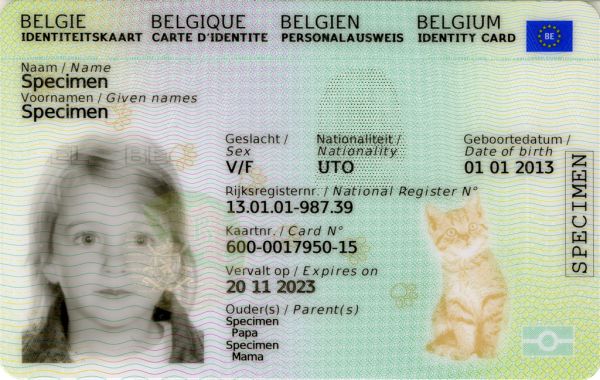 BELGIE BELGIQUE BELGIEN BELGIUM
IDENTITEITSKAART CARTE D'IDENTITE PERSONALAUSWEIS IDENTITY CARD
BE
Naam / Name
Specimen
Voornamen / Given names
Specimen
Geslacht / Sex
V/F
Nationaliteit / Nationality
UTO
Geboortedatum / Date of birth
01 01 2013
Rijksregisternr. / National Register N°
13.01.01-987.39
Kaartnr. / Card N°
600-0017950-15
Vervalt op / Expires on
20 11 2023
Ouder(s) / Parent(s)
Specimen
Papa
Specimen
Mama
SPECIMEN